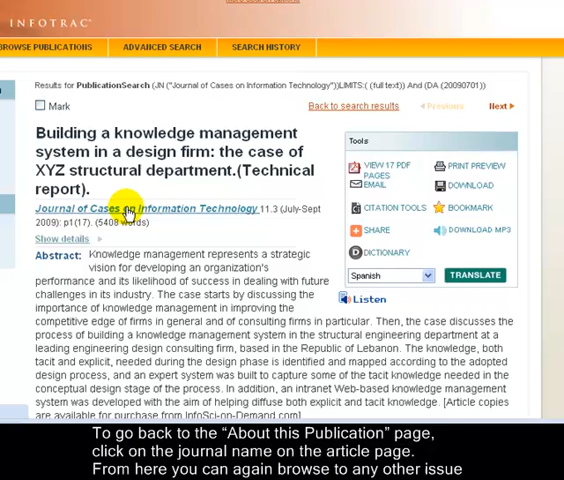 INFOTRAC
BROWSE PUBLICATIONS ADVANCED SEARCH SEARCH HISTORY
Results for PublicationSearch (JN ("Journal of Cases on Information Technology"))LIMITS:( (full text)) And (DA (20090701))
Mark
Back to search results Previous Next
Building a knowledge management
system in a design firm: the case of
XYZ structural department.(Technical
report).
Journal of Cases on Information Technology 11.3 (July-Sept
2009): p1(17). (5408 words)
Show details
Tools
VIEW 17 PDF PAGES
PRINT PREVIEW
EMAIL
DOWNLOAD
CITATION TOOLS
BOOKMARK
SHARE
DOWNLOAD MP3
DICTIONARY
Spanish TRANSLATE
Listen
Abstract: Knowledge management represents a strategic
vision for developing an organization's
performance and its likelihood of success in dealing with future
challenges in its industry. The case starts by discussing the
importance of knowledge management in improving the
competitive edge of firms in general and of consulting firms in particular. Then, the case discusses the
process of building a knowledge management system in the structural engineering department at a
leading engineering design consulting firm, based in the Republic of Lebanon. The knowledge, both
tacit and explicit, needed during the design phase is identified and mapped according to the adopted
design process, and an expert system was built to capture some of the tacit knowledge needed in the
conceptual design stage of the process. In addition, an intranet Web-based knowledge management
system was developed with the aim of helping diffuse both explicit and tacit knowledge. [Article copies
are available for purchase from InfoSci-on-Demand.com]
To go back to the “About this Publication” page,
click on the journal name on the article page.
From here you can again browse to any other issue